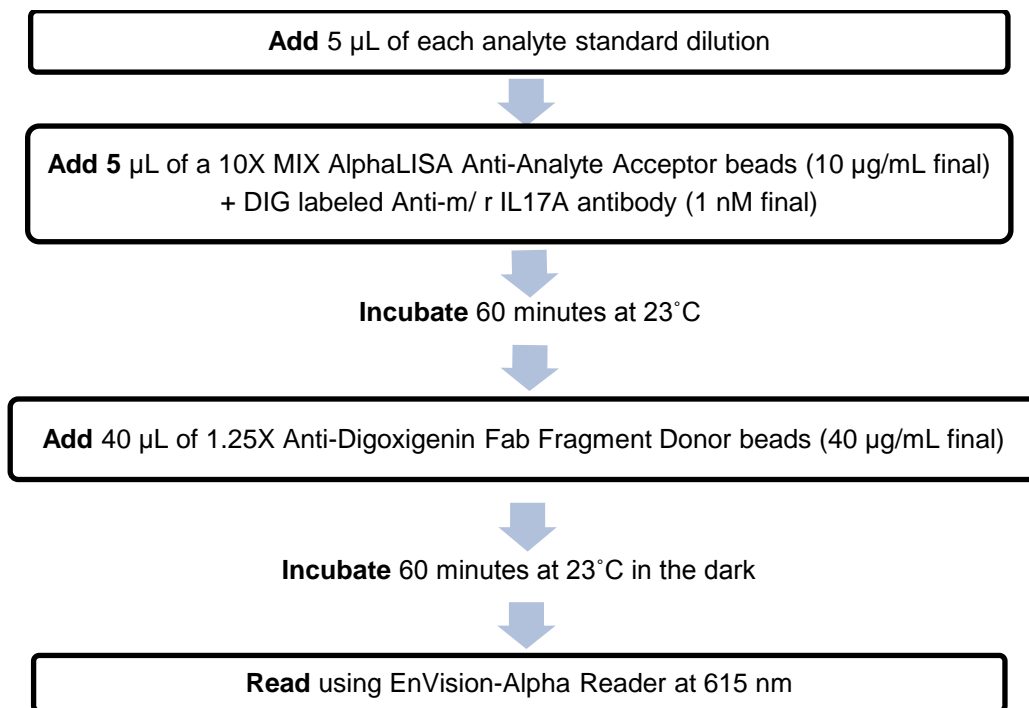 Add 5 µL of each analyte standard dilution
Add 5 µL of a 10X MIX AlphaLISA Anti-Analyte Acceptor beads (10 µg/mL final)
+ DIG labeled Anti-m/ r IL17A antibody (1 nM final)
Incubate 60 minutes at 23˚C
Add 40 µL of 1.25X Anti-Digoxigenin Fab Fragment Donor beads (40 µg/mL final)
Incubate 60 minutes at 23˚C in the dark
Read using EnVision-Alpha Reader at 615 nm